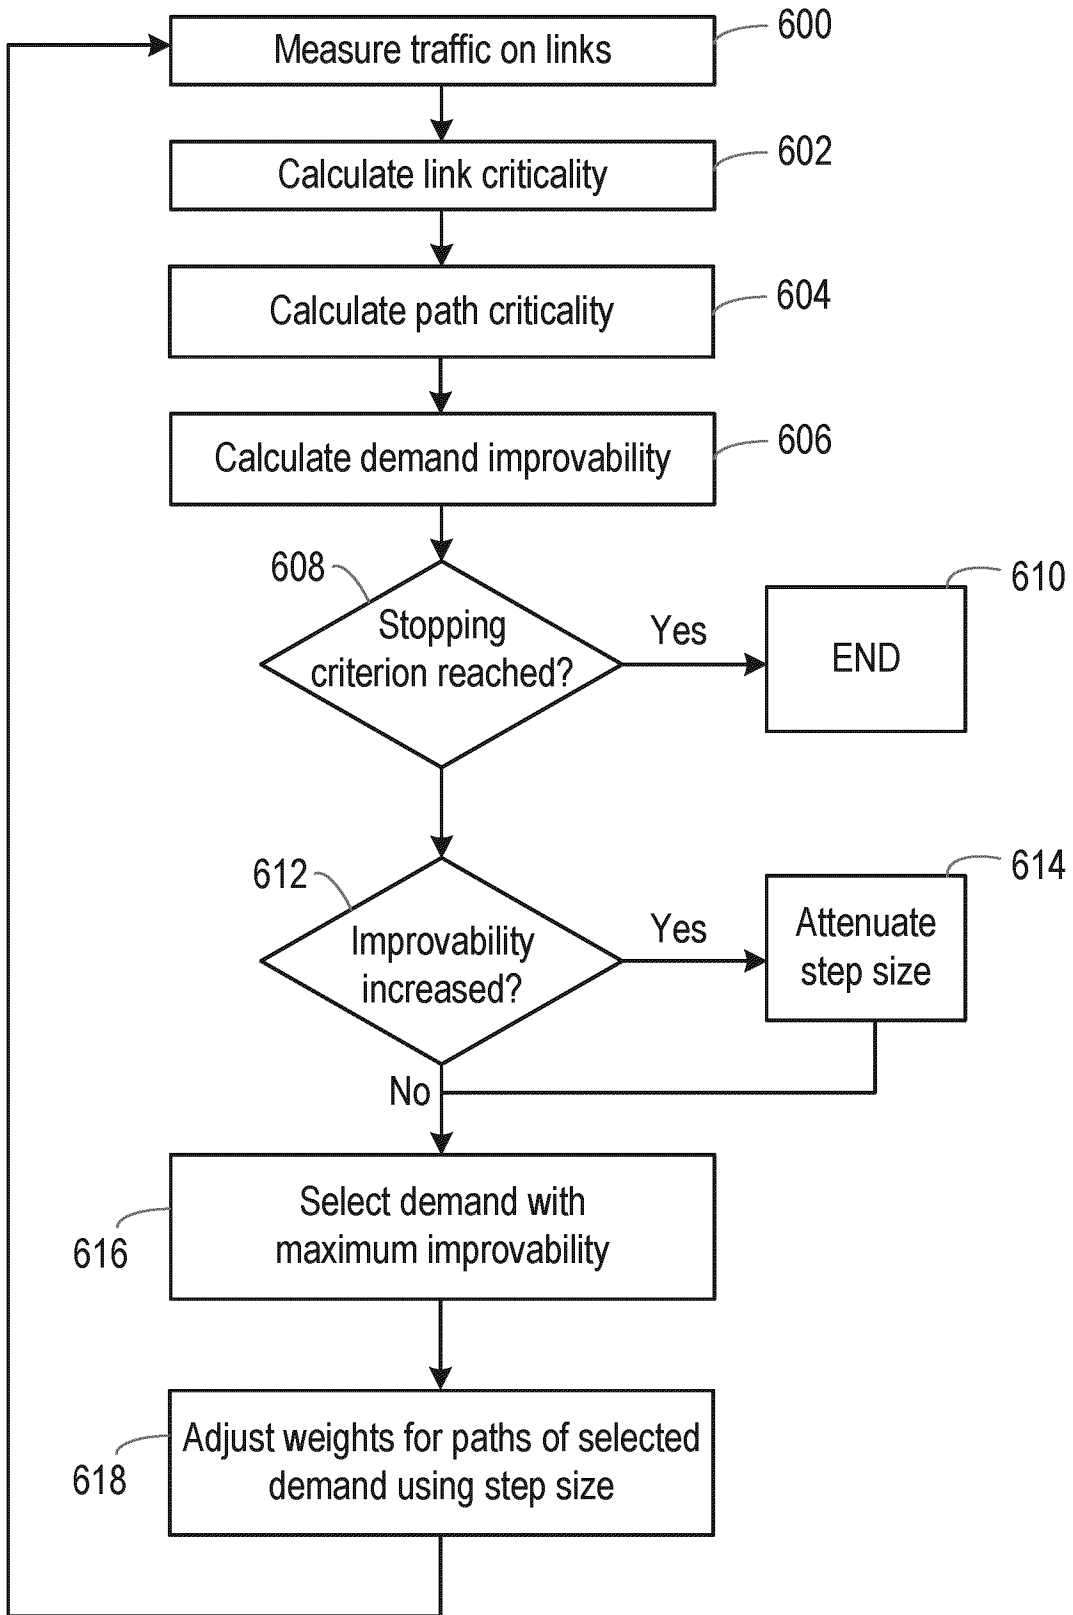 Measure traffic on links
600
Calculate link criticality
602
Calculate path criticality
604
Calculate demand improvability
606
608
Stopping
criterion reached?
Yes
END
610
612
Improvability
increased?
Yes
Attenuate
step size
614
No
Select demand with
maximum improvability
616
Adjust weights for paths of selected
demand using step size
618